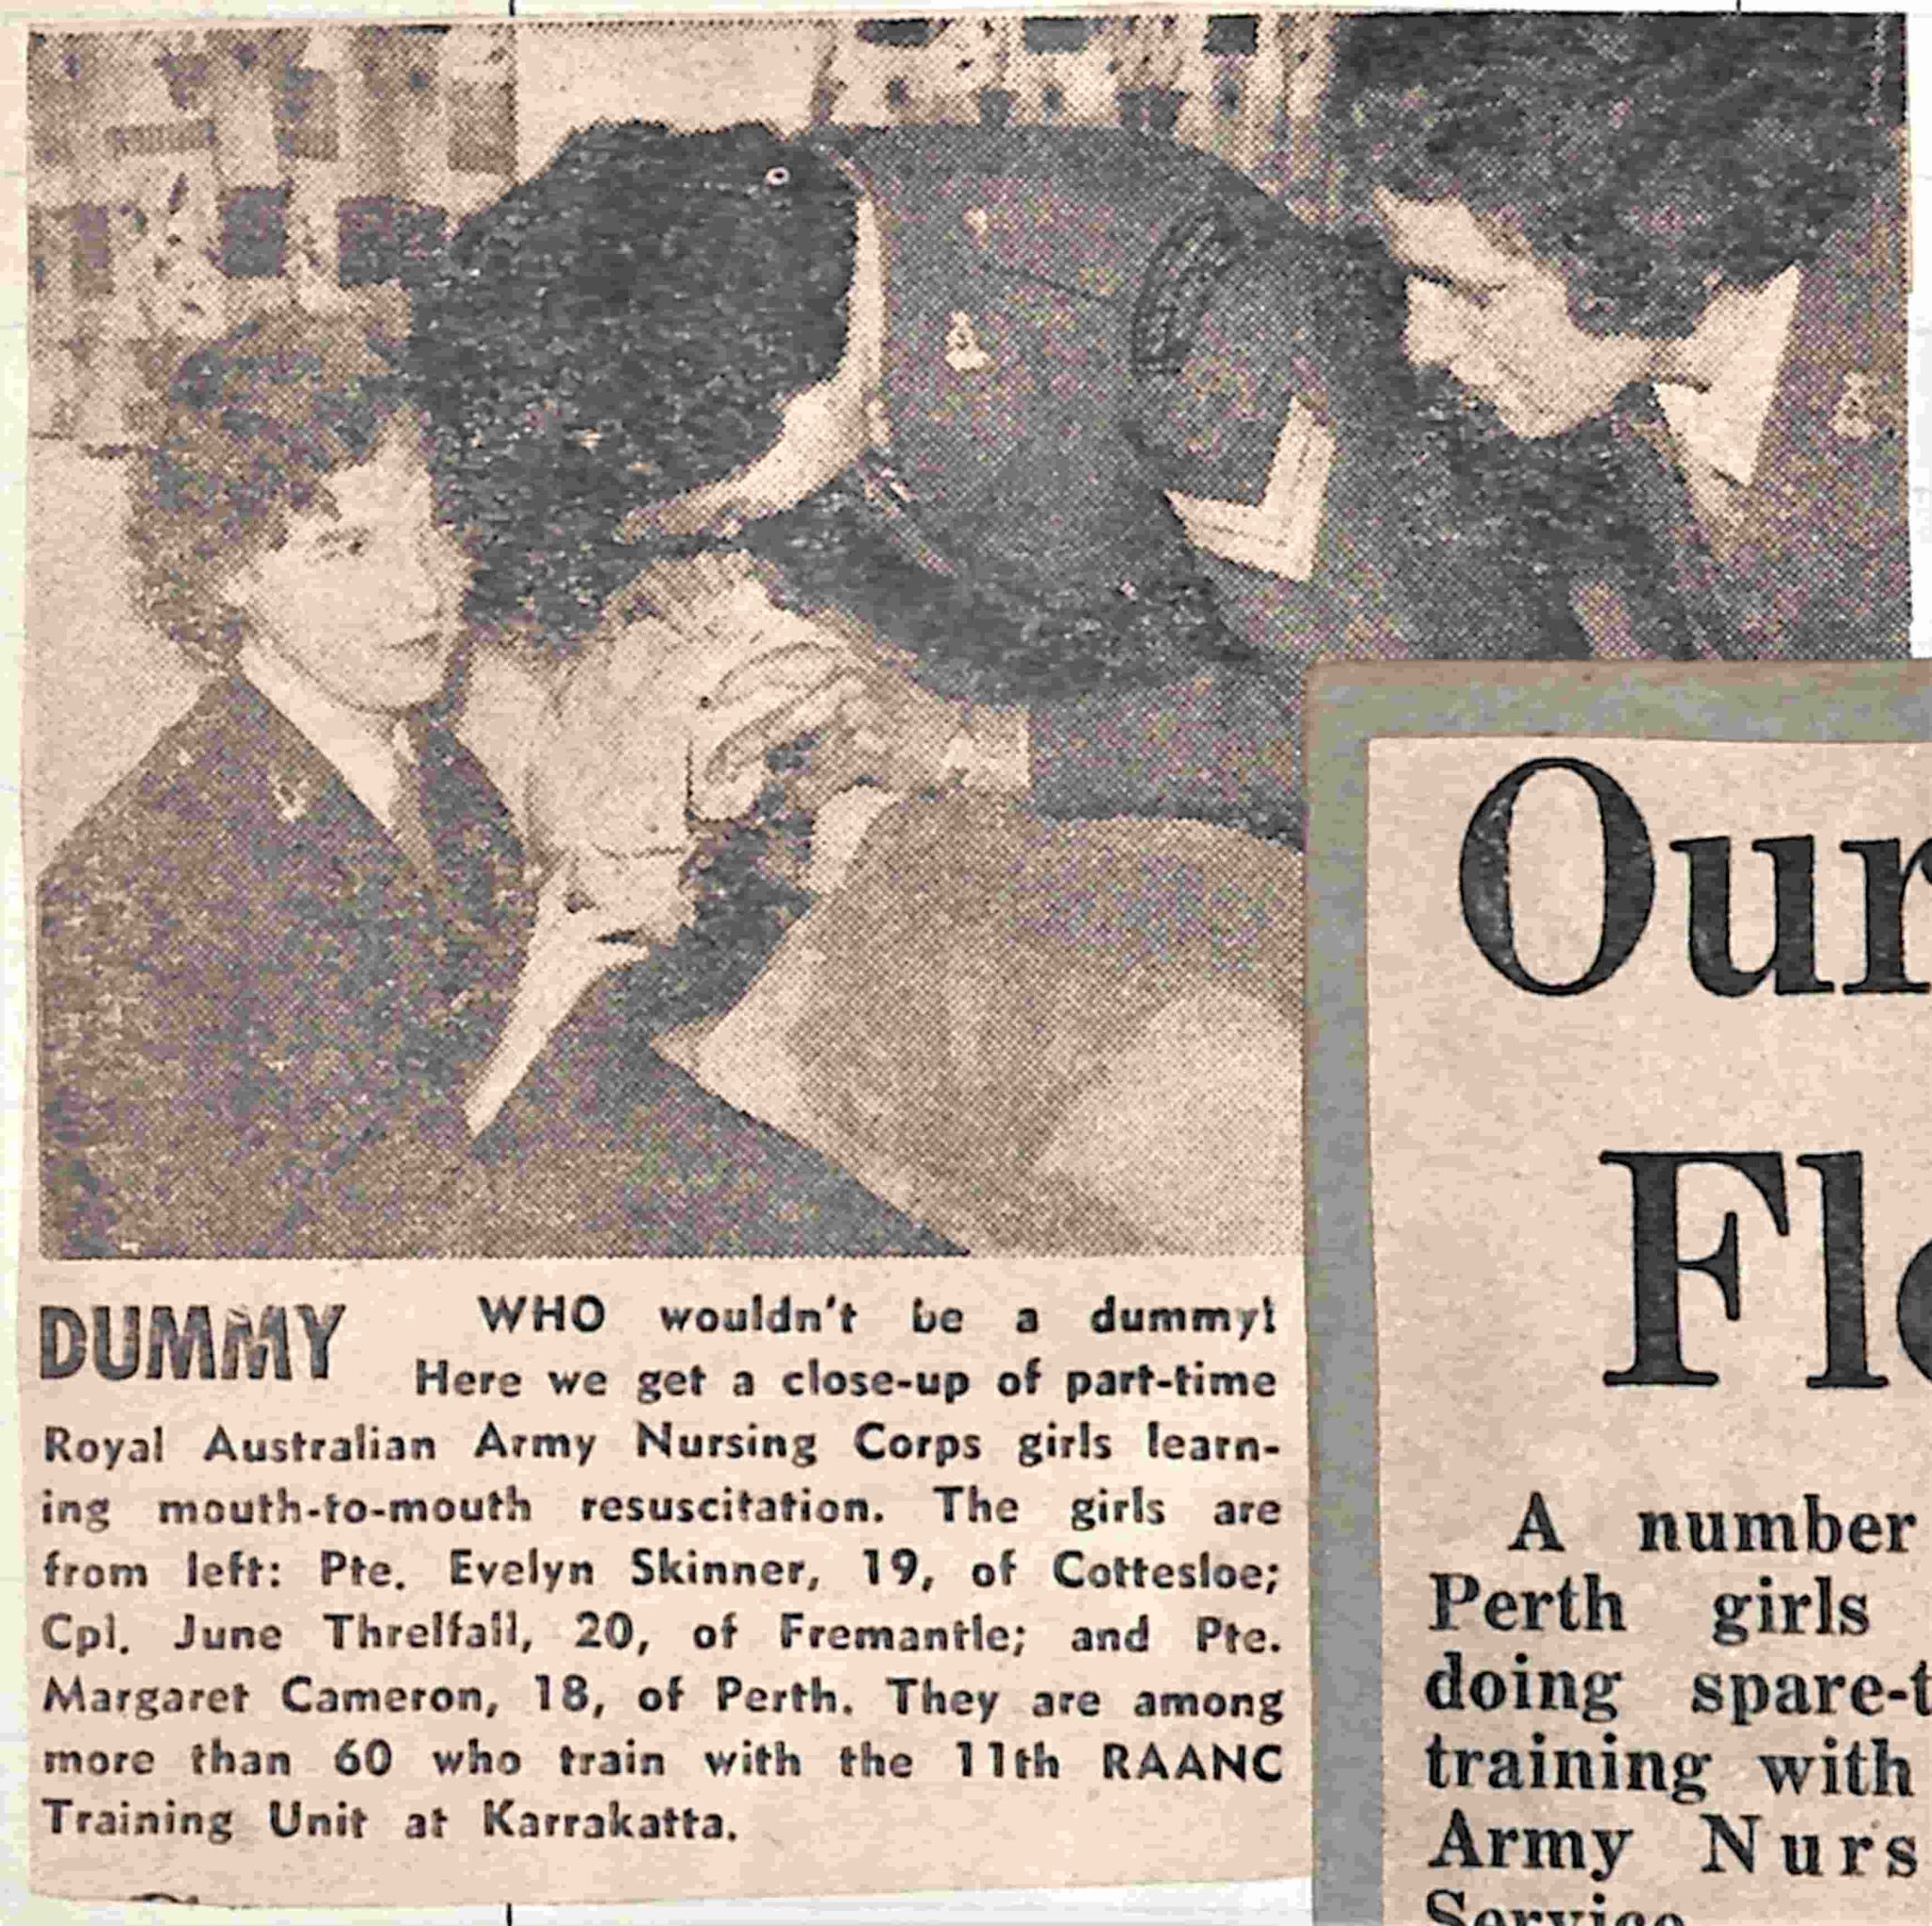 DUMMY WHO wouldn't be a dummy!
Here we get a close-up of part-time
Royal Australian Army Nursing Corps girls learn-
ing mouth-to-mouth resuscitation. The girls are
from left: Pte. Evelyn Skinner, 19, of Cottesloe;
Cpl. June Threlfall, 20, of Fremantle; and Pte.
Margaret Cameron, 18, of Perth. They are among
more than 60 who train with the 11th RAANC
Training Unit at Karrakatta.
Our
A number
Perth girls
doing spare-t
training with
Army Nurs
Service